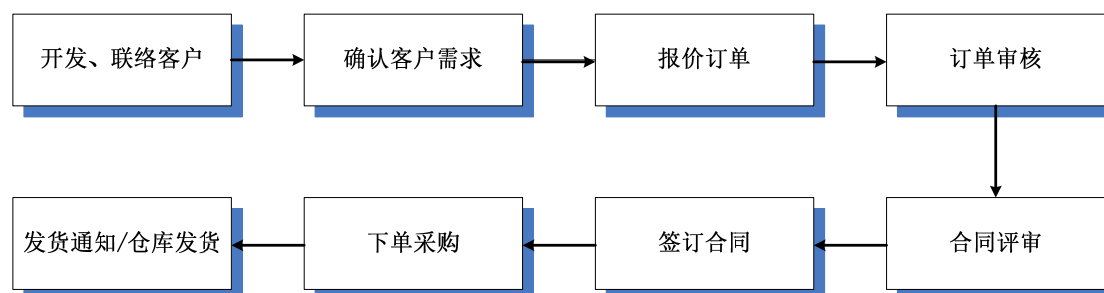 开发、联络客户
确认客户需求
报价订单
订单审核
合同评审
签订合同
下单采购
发货通知/仓库发货